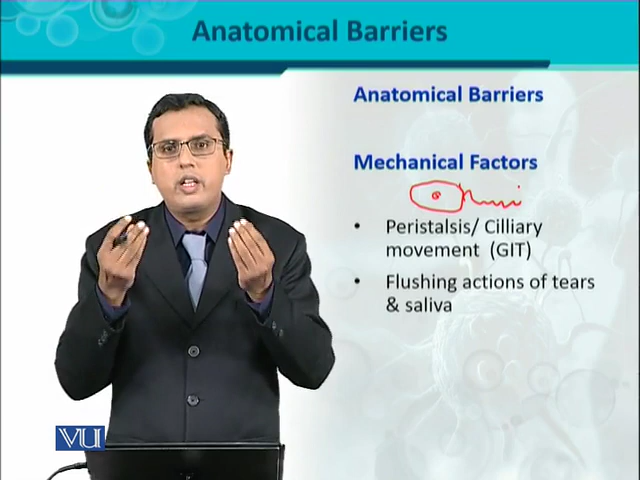 Anatomical Barriers
Anatomical Barriers
Mechanical Factors
• Peristalsis/ Cilliary
movement (GIT)
• Flushing actions of tears
& saliva
VU